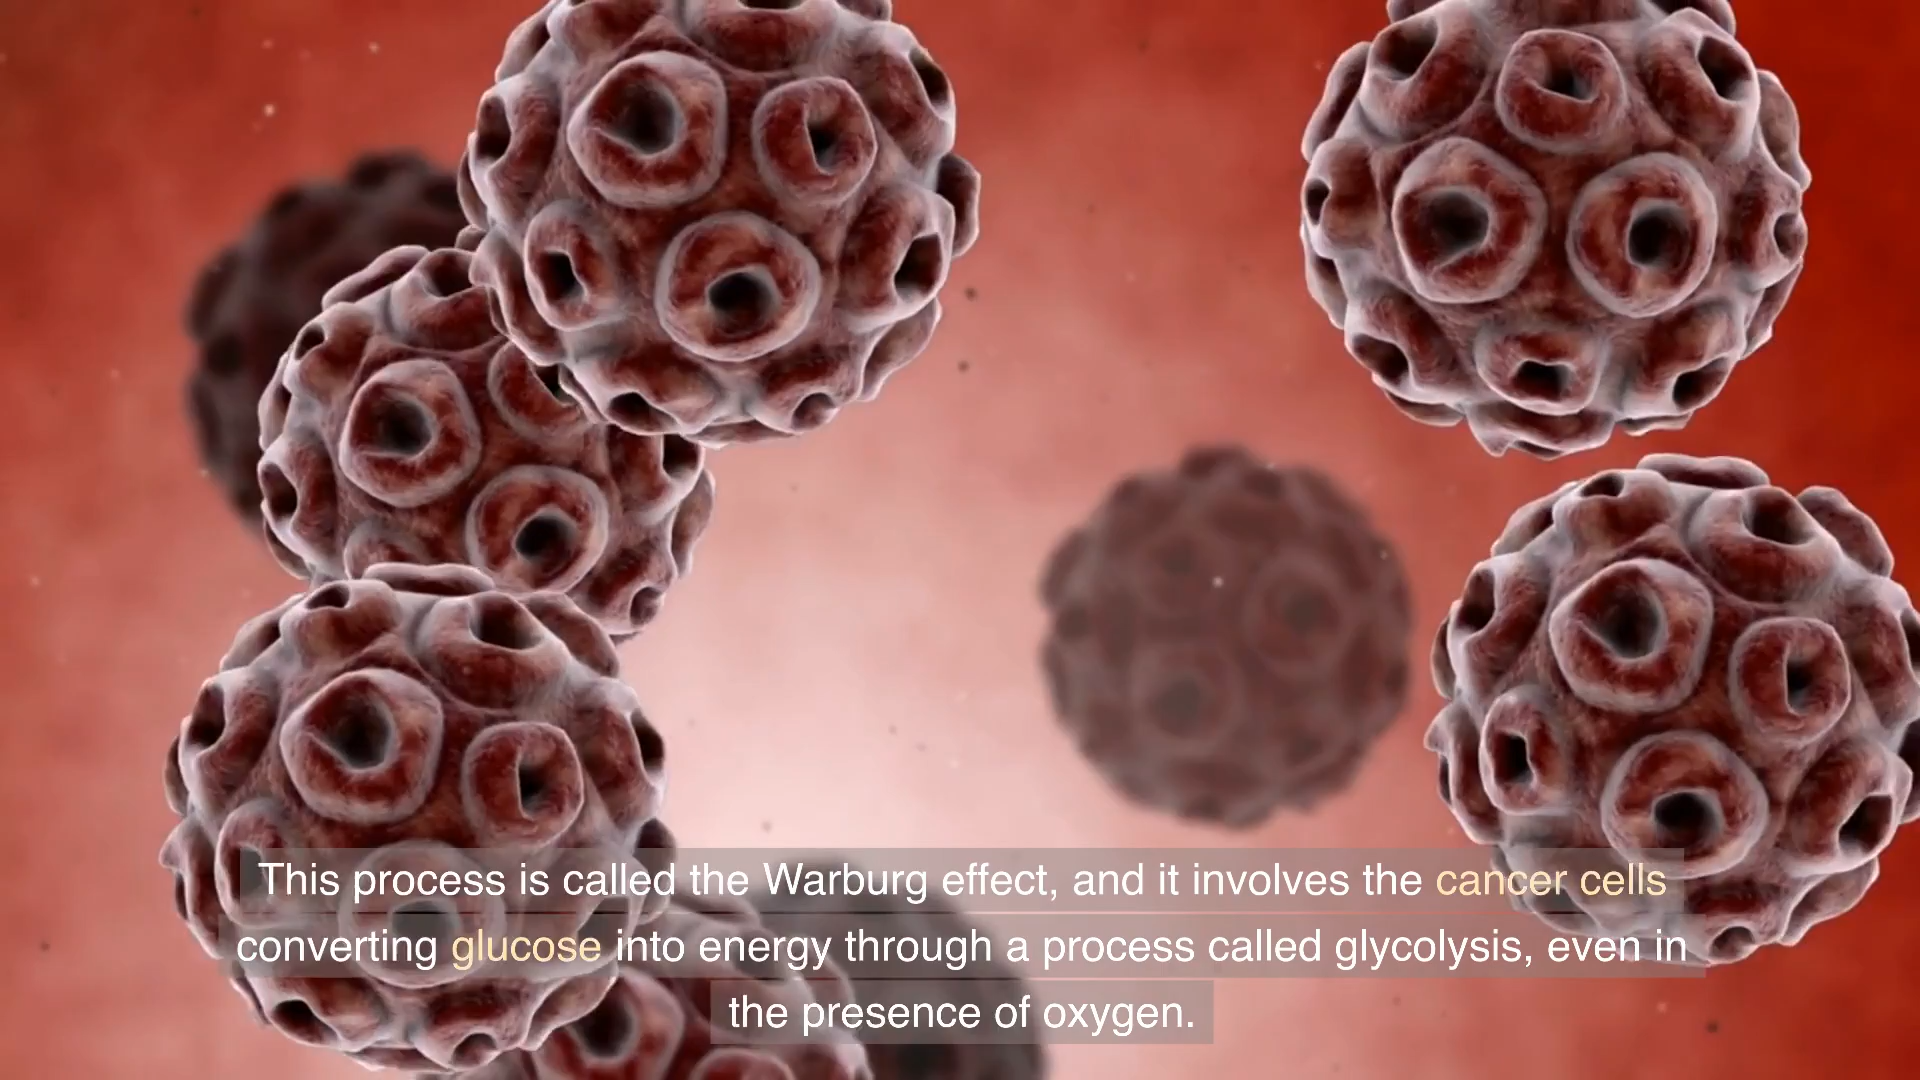 This process is called the Warburg effect, and it involves the cancer cells
converting glucose into energy through a process called glycolysis, even in
the presence of oxygen.